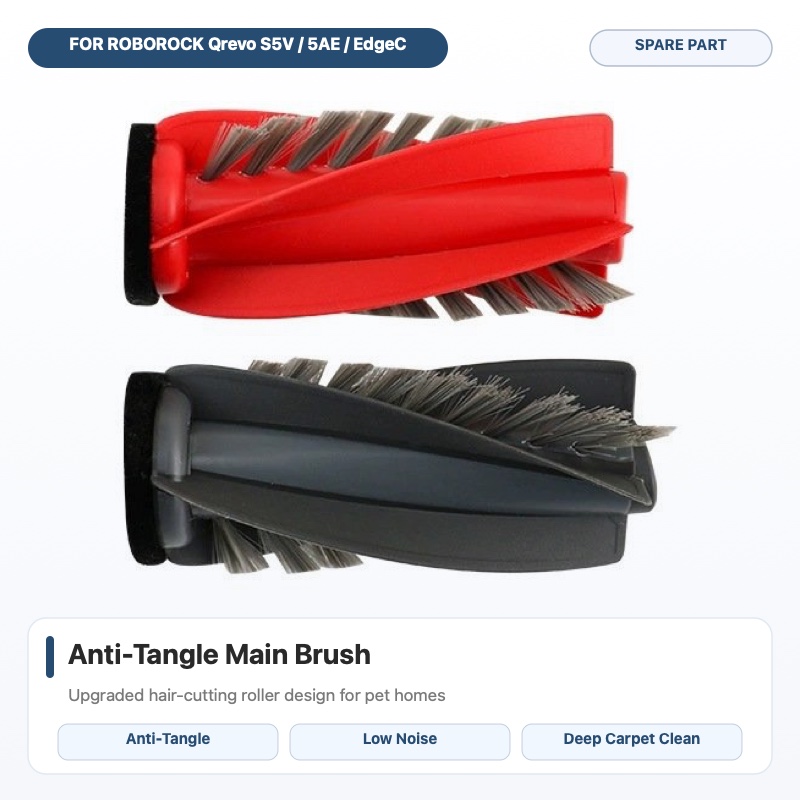 FOR ROBOROCK Qrevo S5V / 5AE / EdgeC
SPARE PART
Anti-Tangle Main Brush
Upgraded hair-cutting roller design for pet homes
Anti-Tangle
Low Noise
Deep Carpet Clean